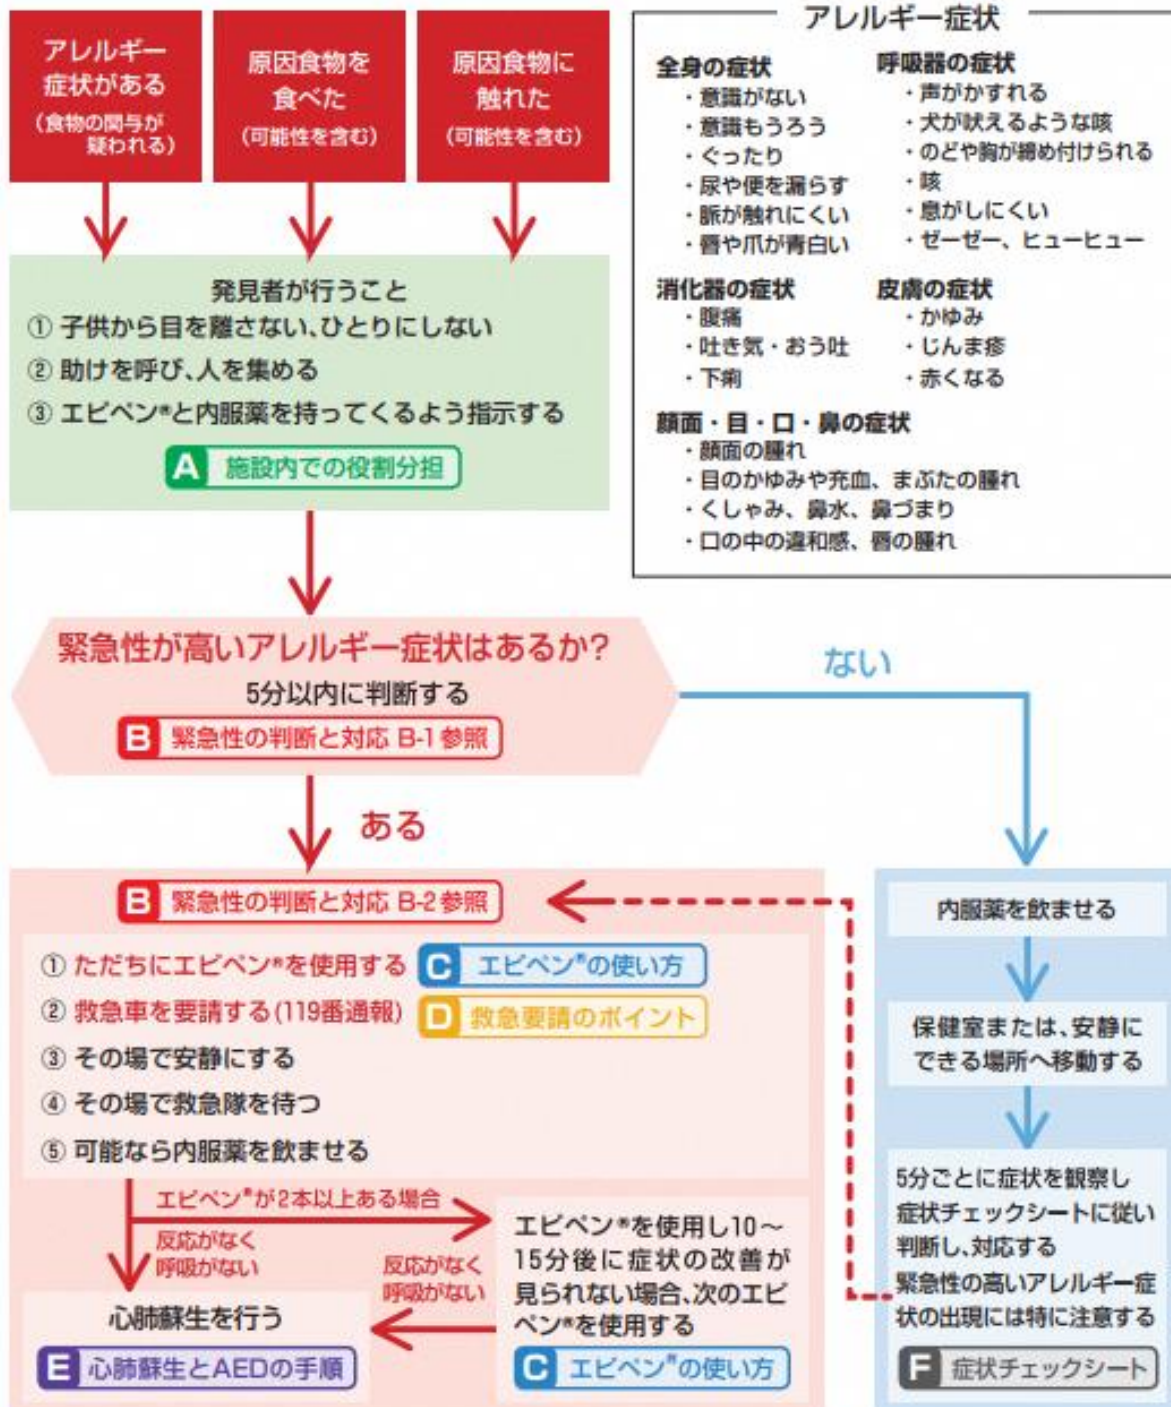 アレルギー
症状がある
(食物の関与が
疑われる)
原因食物を
食べた
(可能性を含む)
原因食物に
触れた
(可能性を含む)
アレルギー症状
全身の症状
・意識がない
・意識もうろう
・ぐったり
・尿や便を漏らす
・脈が触れにくい
・唇や爪が青白い
呼吸器の症状
・声がかすれる
・犬が吠えるような咳
・のどや胸が締め付けられる
・咳
・息がしにくい
・ゼーゼー、ヒューヒュー
消化器の症状
・腹痛
・吐き気・おう吐
・下痢
皮膚の症状
・かゆみ
・じんま疹
・赤くなる
顔面・目・口・鼻の症状
・顔面の腫れ
・目のかゆみや充血、まぶたの腫れ
・くしゃみ、鼻水、鼻づまり
・口の中の違和感、唇の腫れ
発見者が行うこと
① 子供から目を離さない、ひとりにしない
② 助けを呼び、人を集める
③ エピペン®と内服薬を持ってくるよう指示する
A 施設内での役割分担
緊急性が高いアレルギー症状はあるか?
5分以内に判断する
B 緊急性の判断と対応 B-1参照
ない
ある
B 緊急性の判断と対応 B-2参照
① ただちにエピペン®を使用する C エピペン®の使い方
② 救急車を要請する(119番通報) D 救急要請のポイント
③ その場で安静にする
④ その場で救急隊を待つ
⑤ 可能なら内服薬を飲ませる
エピペン®が2本以上ある場合
反応がなく
呼吸がない
反応がなく
呼吸がない
エピペン®を使用し10～
15分後に症状の改善が
見られない場合、次のエピ
ペン®を使用する
C エピペン®の使い方
心肺蘇生を行う
E 心肺蘇生とAEDの手順
内服薬を飲ませる
保健室または、安静に
できる場所へ移動する
5分ごとに症状を観察し
症状チェックシートに従い
判断し、対応する
緊急性の高いアレルギー症
状の出現には特に注意する
F 症状チェックシート